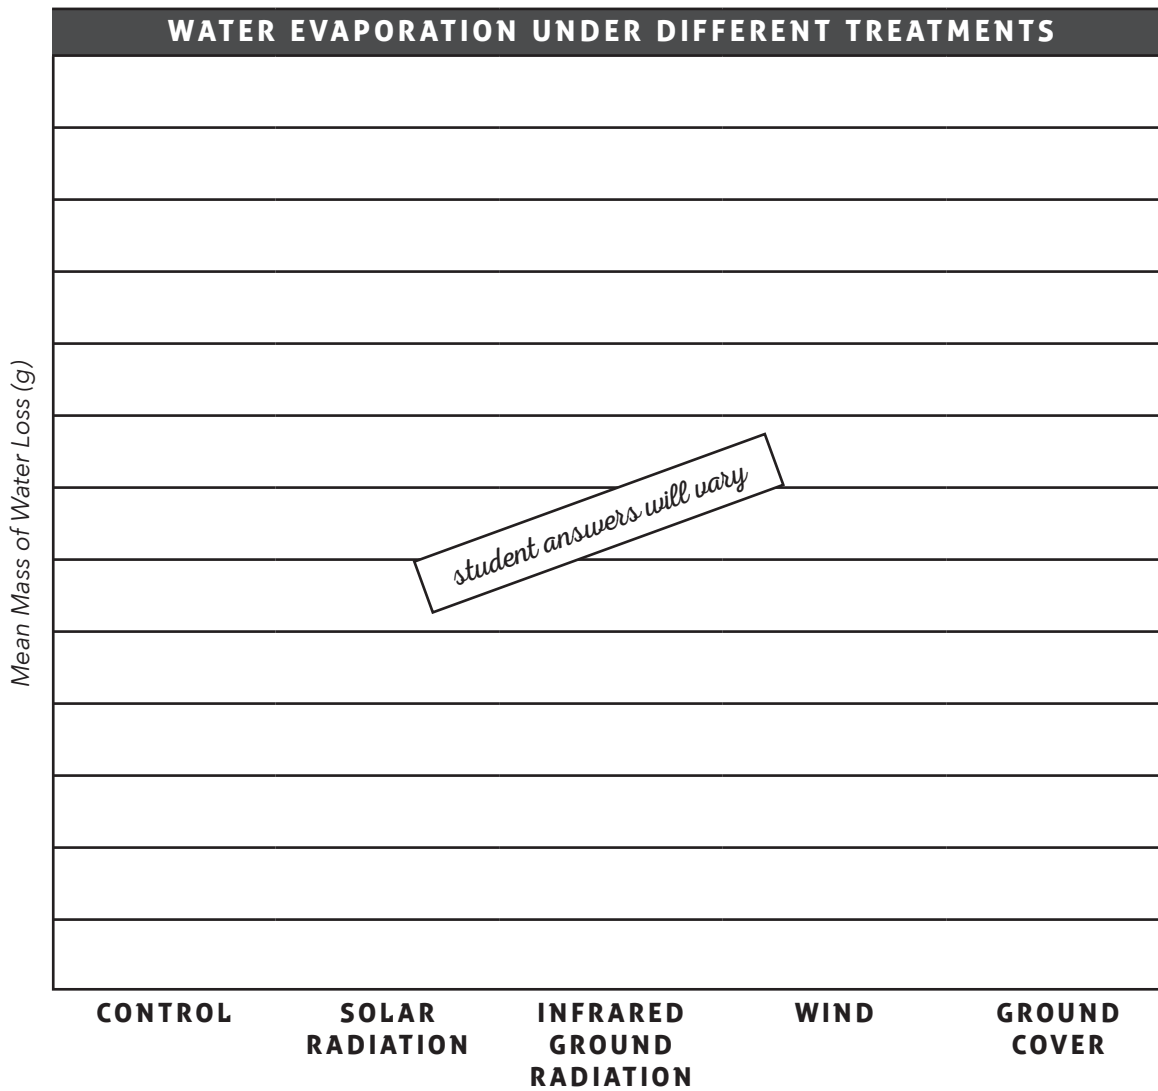 WATER EVAPORATION UNDER DIFFERENT TREATMENTS
Mean Mass of Water Loss (g)
student answers will vary
CONTROL
SOLAR
RADIATION
INFRARED
GROUND
RADIATION
WIND
GROUND
COVER